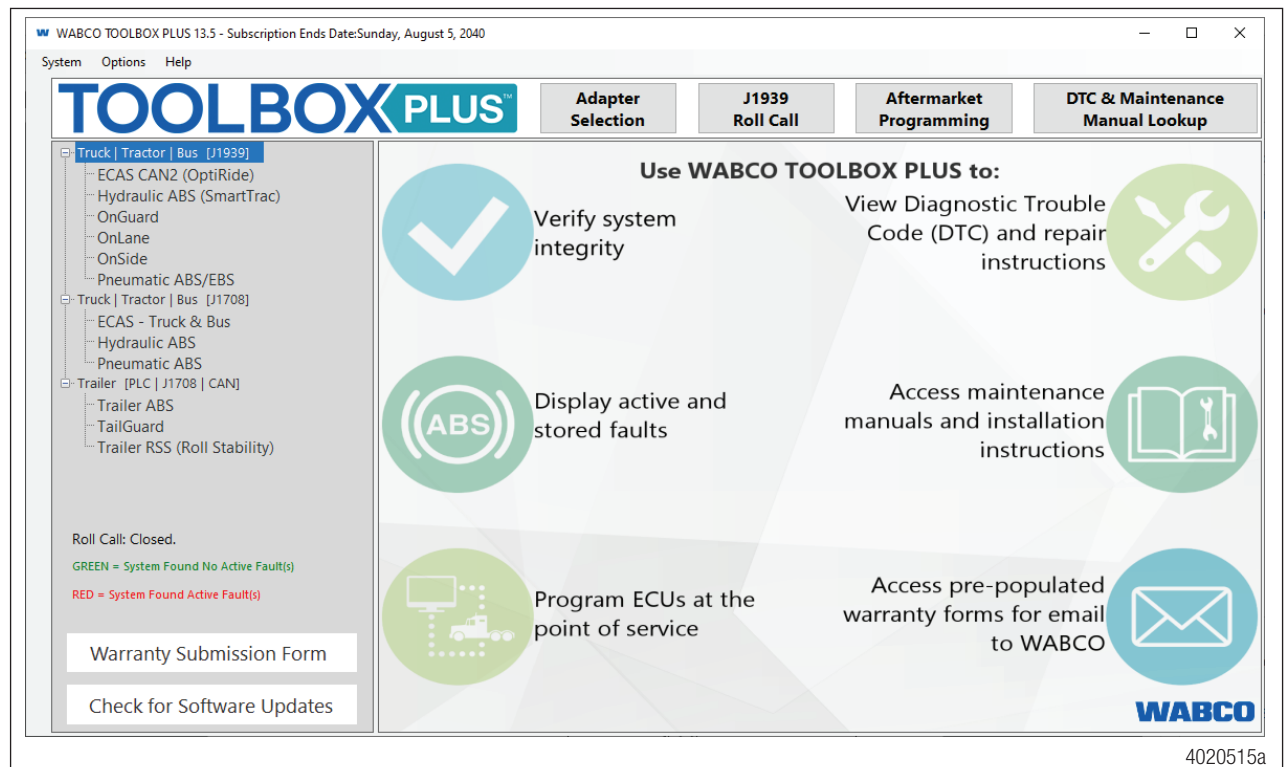 WABCO TOOLBOX PLUS 13.5 - Subscription Ends Date:Sunday, August 5, 2040
System Options Help
TOOLBOX PLUS™
Adapter
Selection
J1939
Roll Call
Aftermarket
Programming
DTC & Maintenance
Manual Lookup
Truck | Tractor | Bus [J1939]
ECAS CAN2 (OptiRide)
Hydraulic ABS (SmartTrac)
OnGuard
OnLane
OnSide
Pneumatic ABS/EBS
Truck | Tractor | Bus [J1708]
ECAS - Truck & Bus
Hydraulic ABS
Pneumatic ABS
Trailer [PLC | J1708 | CAN]
Trailer ABS
TailGuard
Trailer RSS (Roll Stability)
Roll Call: Closed.
GREEN = System Found No Active Fault(s)
RED = System Found Active Fault(s)
Warranty Submission Form
Check for Software Updates
Use WABCO TOOLBOX PLUS to:
Verify system
integrity
View Diagnostic Trouble
Code (DTC) and repair
instructions
ABS
Display active and
stored faults
Access maintenance
manuals and installation
instructions
Program ECUs at the
point of service
Access pre-populated
warranty forms for email
to WABCO
WABCO
4020515a